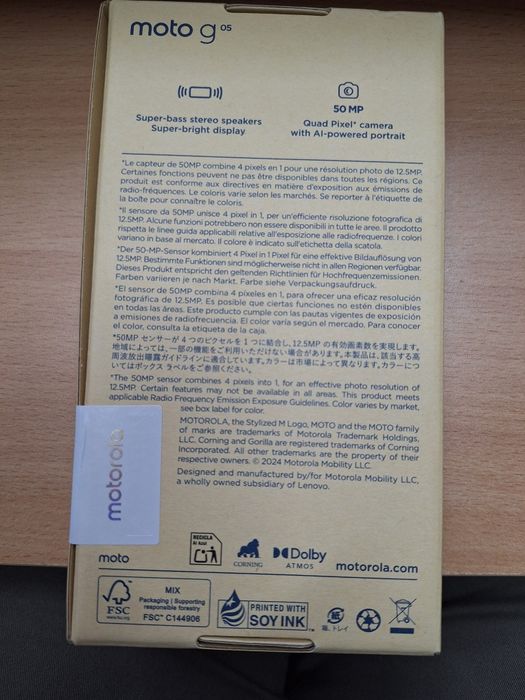 moto g 05
Super-bass stereo speakers
Super-bright display
50 MP
Quad Pixel* camera
with AI-powered portrait
*Le capteur de 50MP combine 4 pixels en 1 pour une résolution photo de 12.5MP.
Certaines fonctions peuvent ne pas être disponibles dans toutes les régions. Ce
produit est conforme aux directives en matière d'exposition aux émissions de
radio-fréquences. Le coloris varie selon les marchés. Se reporter à l'étiquette de
la boîte pour connaître le coloris.
*Il sensore da 50MP unisce 4 pixel in 1, per un'efficiente risoluzione fotografica di
12.5MP. Alcune funzioni potrebbero non essere disponibili in tutte le aree. Il prodotto
rispetta le linee guida applicabili relative all'esposizione alle radiofrequenze. I colori
variano in base al mercato. Il colore è indicato sull'etichetta della scatola.
*Der 50-MP-Sensor kombiniert 4 Pixel in 1 Pixel für eine effektive Bildauflösung von
12.5MP. Bestimmte Funktionen sind möglicherweise nicht in allen Regionen verfügbar.
Dieses Produkt entspricht den geltenden Richtlinien für Hochfrequenzemissionen.
Farben variieren je nach Markt. Farbe siehe Verpackungsaufdruck.
*El sensor de 50MP combina 4 píxeles en 1, para ofrecer una eficaz resolución
fotográfica de 12.5MP. Es posible que ciertas funciones no estén disponibles
en todas las áreas. Este producto cumple con las pautas vigentes de exposición
a emisiones de radiofrecuencia. El color varía según el mercado. Para conocer
el color, consulta la etiqueta de la caja.
*50MP センサーが 4 つのピクセルを 1 つに結合し、12.5MP の有効画素数を実現します。
地域によっては、一部の機能をご利用いただけない場合があります。本製品は、該当する高
周波放出曝露ガイドラインに適合しています。カラーは市場によって異なります。カラーにつ
いてはボックス ラベルをご参照ください。
*The 50MP sensor combines 4 pixels into 1, for an effective photo resolution of
12.5MP. Certain features may not be available in all areas. This product meets
applicable Radio Frequency Emission Exposure Guidelines. Color varies by market,
see box label for color.
MOTOROLA, the Stylized M Logo, MOTO and the MOTO family
of marks are trademarks of Motorola Trademark Holdings,
LLC. Corning and Gorilla are registered trademarks of Corning
Incorporated. All other trademarks are the property of their
respective owners. © 2024 Motorola Mobility LLC.
Designed and manufactured by/for Motorola Mobility LLC,
a wholly owned subsidiary of Lenovo.
motorola
moto
RECICLA
Al Azul
CORNING
Dolby
ATMOS
motorola.com
FSC
www.fsc.org
MIX
Packaging | Supporting
responsible forestry
FSC™ C144906
PRINTED WITH
SOY INK™
紙
箱、トレイ